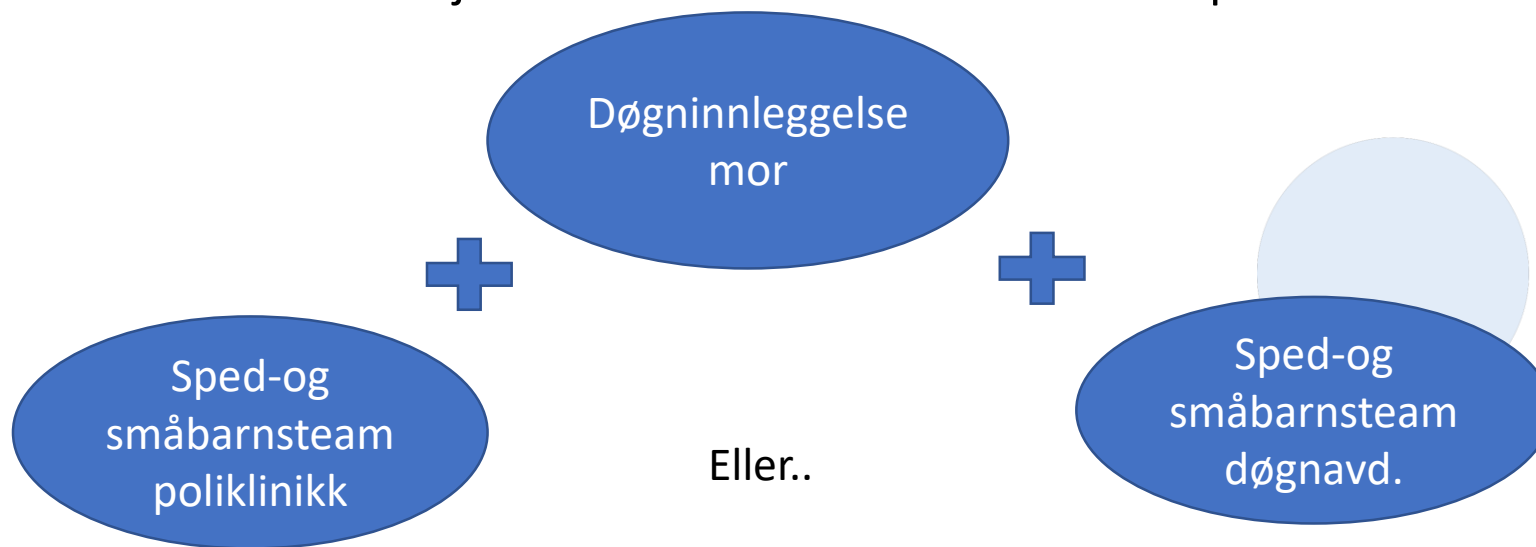 Døgninnleggelse
mor
Sped-og
småbarnsteam
poliklinikk
Eller..
Sped-og
småbarnsteam
døgnavd.